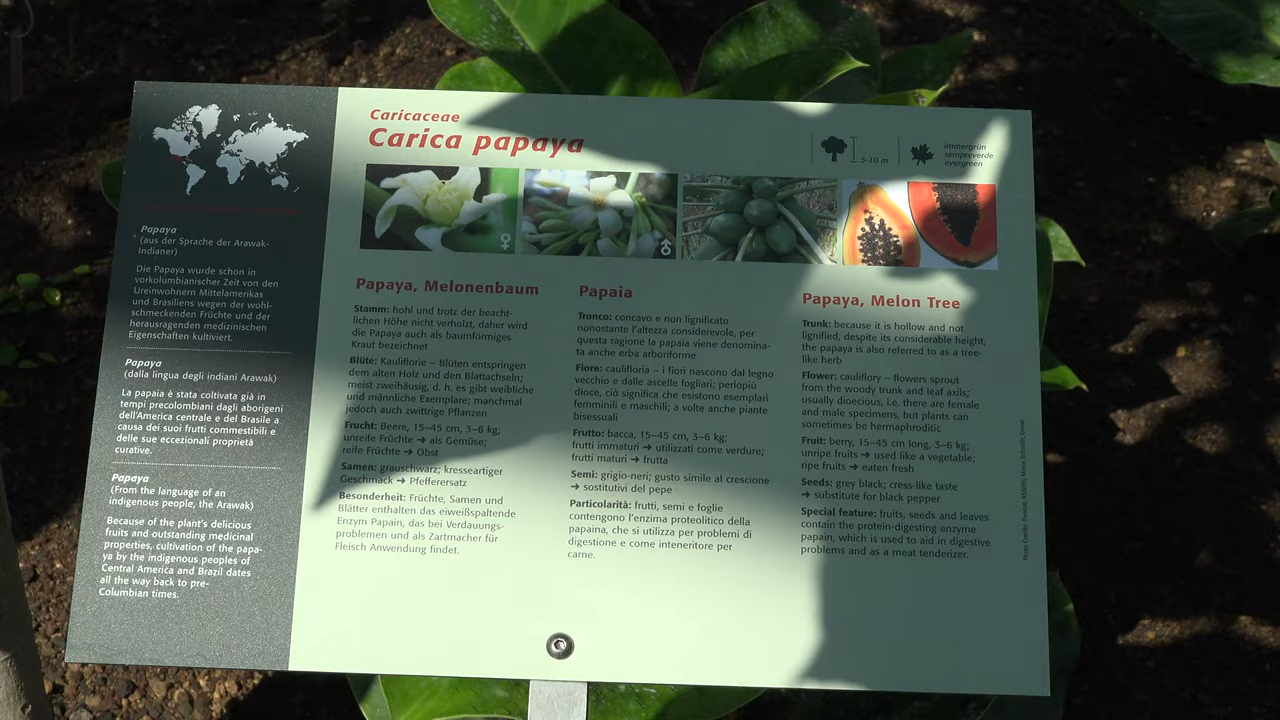 Papaya
(aus der Sprache der Arawak-
Indianer)
Die Papaya wurde schon in
vorkolumbianischer Zeit von den
Ureinwohnern Mittelamerikas
und Brasiliens wegen der wohl-
schmeckenden Früchte und der
herausragenden medizinischen
Eigenschaften kultiviert.
Papaya
(dalla lingua degli indiani Arawak)
La papaia è stata coltivata già in
tempi precolombiani dagli aborigeni
dell'America centrale e del Brasile a
causa dei suoi frutti commestibili e
delle sue eccezionali proprietà
curative.
Papaya
(From the language of an
indigenous people, the Arawak)
Because of the plant's delicious
fruits and outstanding medicinal
properties, cultivation of the papa-
ya by the indigenous peoples of
Central America and Brazil dates
all the way back to pre-
Columbian times.
Caricaceae
Carica papaya
5-10 m
immergrün
sempreverde
evergreen
♀
♂
Papaya, Melonenbaum
Stamm: hohl und trotz der beacht-
lichen Höhe nicht verholzt, daher wird
die Papaya auch als baumförmiges
Kraut bezeichnet
Blüte: Kauliflorie – Blüten entspringen
dem alten Holz und den Blattachseln;
meist zweihäusig, d. h. es gibt weibliche
und männliche Exemplare; manchmal
jedoch auch zwittrige Pflanzen
Frucht: Beere, 15–45 cm, 3–6 kg;
unreife Früchte ➔ als Gemüse;
reife Früchte ➔ Obst
Samen: grauschwarz; kresseartiger
Geschmack ➔ Pfefferersatz
Besonderheit: Früchte, Samen und
Blätter enthalten das eiweißspaltende
Enzym Papain, das bei Verdauungs-
problemen und als Zartmacher für
Fleisch Anwendung findet.
Papaia
Tronco: concavo e non lignificato
nonostante l'altezza considerevole, per
questa ragione la papaia viene denomina-
ta anche erba arboriforme
Fiore: caulifloria – i fiori nascono dal legno
vecchio e dalle ascelle fogliari; perlopiù
dioce, ciò significa che esistono esemplari
femminili e maschili; a volte anche piante
bisessuali
Frutto: bacca, 15–45 cm, 3–6 kg;
frutti immaturi ➔ utilizzati come verdure;
frutti maturi ➔ frutta
Semi: grigio-neri; gusto simile al crescione
➔ sostitutivi del pepe
Particolarità: frutti, semi e foglie
contengono l'enzima proteolitico della
papaina, che si utilizza per problemi di
digestione e come inteneritore per
carne.
Papaya, Melon Tree
Trunk: because it is hollow and not
lignified, despite its considerable height,
the papaya is also referred to as a tree-
like herb
Flower: cauliflory – flowers sprout
from the woody trunk and leaf axils;
usually dioecious, i.e. there are female
and male specimens, but plants can
sometimes be hermaphroditic
Fruit: berry, 15–45 cm long, 3–6 kg;
unripe fruits ➔ used like a vegetable;
ripe fruits ➔ eaten fresh
Seeds: grey black; cress-like taste
➔ substitute for black pepper
Special feature: fruits, seeds and leaves
contain the protein-digesting enzyme
papain, which is used to aid in digestive
problems and as a meat tenderizer.